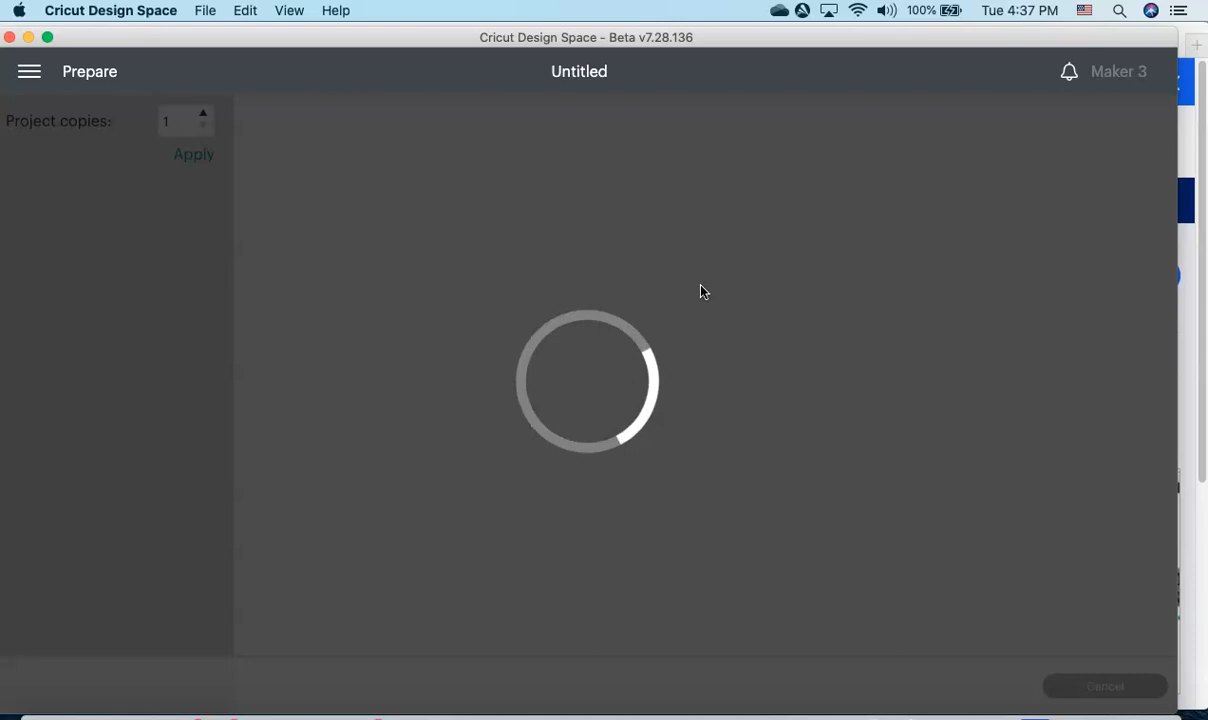 Cricut Design Space File Edit View Help 100% Tue 4:37 PM
Cricut Design Space - Beta v7.28.136
Prepare Untitled Maker 3
Project copies: 1
Apply
Cancel